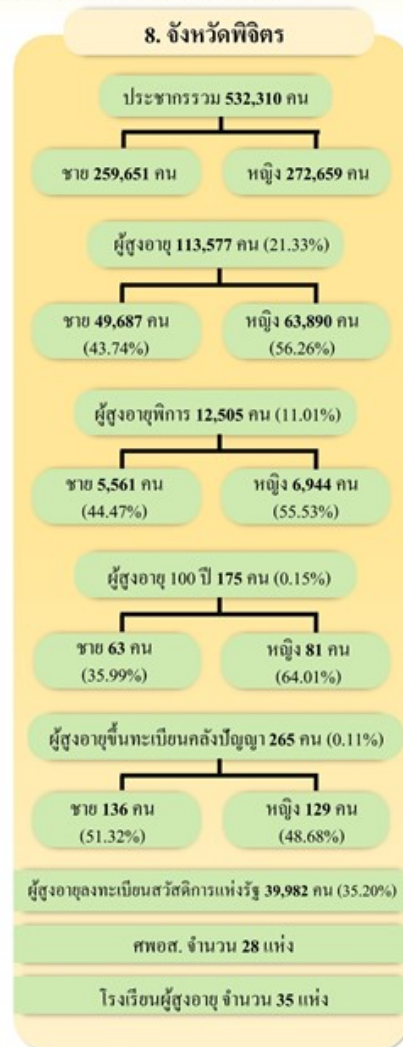 8. จังหวัดพิจิตร
ประชากรรวม 532,310 คน
ชาย 259,651 คน
หญิง 272,659 คน
ผู้สูงอายุ 113,577 คน (21.33%)
ชาย 49,687 คน
(43.74%)
หญิง 63,890 คน
(56.26%)
ผู้สูงอายุพิการ 12,505 คน (11.01%)
ชาย 5,561 คน
(44.47%)
หญิง 6,944 คน
(55.53%)
ผู้สูงอายุ 100 ปี 175 คน (0.15%)
ชาย 63 คน
(35.99%)
หญิง 81 คน
(64.01%)
ผู้สูงอายุขึ้นทะเบียนคลังปัญญา 265 คน (0.11%)
ชาย 136 คน
(51.32%)
หญิง 129 คน
(48.68%)
ผู้สูงอายุลงทะเบียนสวัสดิการแห่งรัฐ 39,982 คน (35.20%)
ศพอส. จำนวน 28 แห่ง
โรงเรียนผู้สูงอายุ จำนวน 35 แห่ง